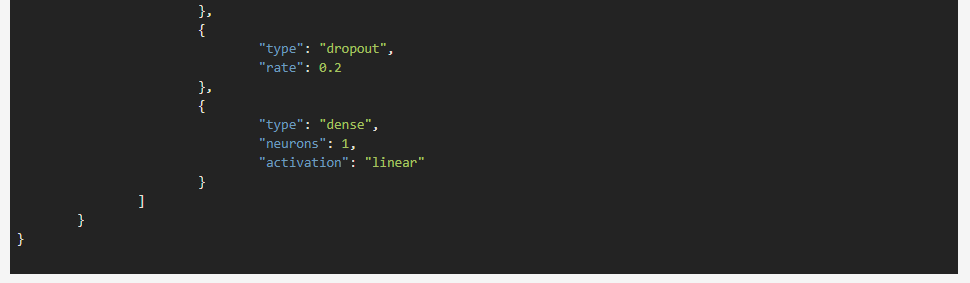 },
{
"type": "dropout",
"rate": 0.2
},
{
"type": "dense",
"neurons": 1,
"activation": "linear"
}
]
}
}